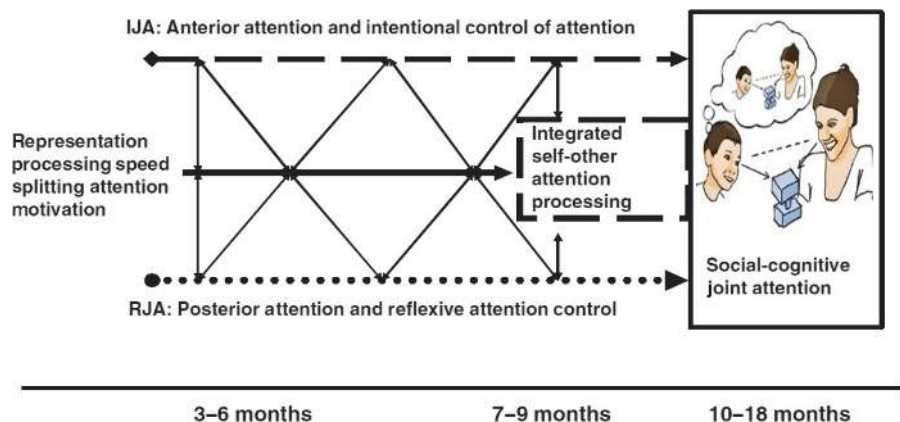 IJA: Anterior attention and intentional control of attention
Representation
processing speed
splitting attention
motivation
Integrated
self-other
attention
processing
Social-cognitive
joint attention
RJA: Posterior attention and reflexive attention control
3–6 months
7–9 months
10–18 months